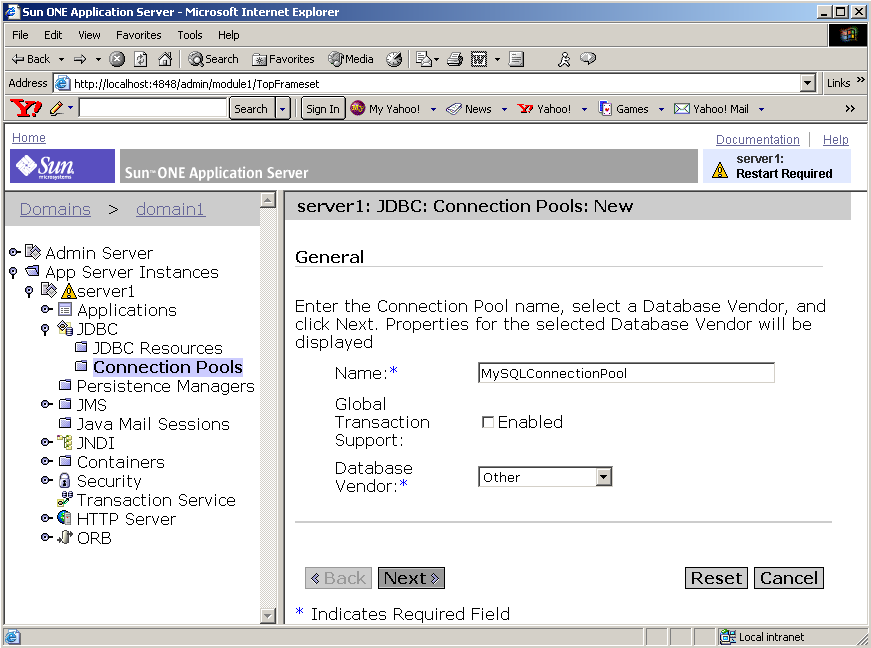 Sun ONE Application Server - Microsoft Internet Explorer
File Edit View Favorites Tools Help
Back Search Favorites Media
Address http://localhost:4848/admin/module1/TopFrameset Links »
Y! Search Sign In My Yahoo! News Yahoo! Games Yahoo! Mail »
Home Documentation | Help
Sun microsystems
Sun™ ONE Application Server
server1:
Restart Required
Domains > domain1
Admin Server
App Server Instances
server1
Applications
JDBC
JDBC Resources
Connection Pools
Persistence Managers
JMS
Java Mail Sessions
JNDI
Containers
Security
Transaction Service
HTTP Server
ORB
server1: JDBC: Connection Pools: New
General
Enter the Connection Pool name, select a Database Vendor, and
click Next. Properties for the selected Database Vendor will be
displayed
Name:* MySQLConnectionPool
Global
Transaction
Support:
Enabled
Database
Vendor:*
Other
Back Next Reset Cancel
* Indicates Required Field
Local intranet